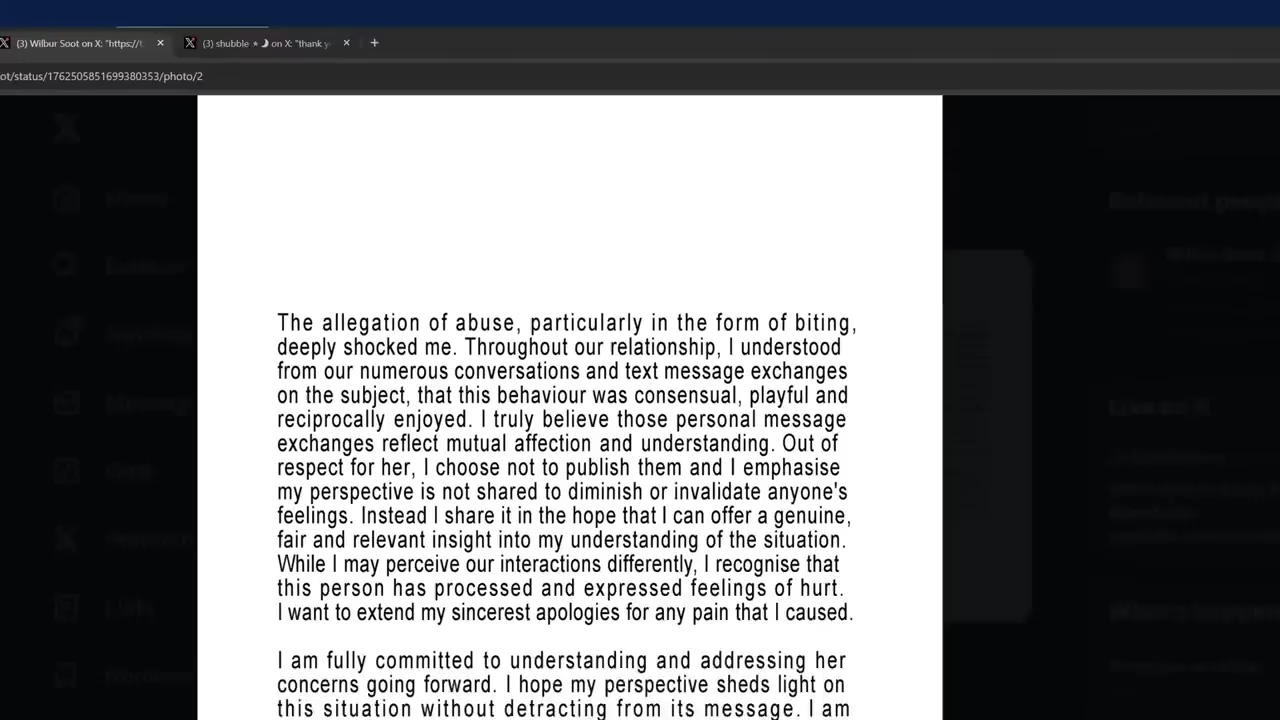 (3) Wilbur Soot on X: "https://t
(3) shubble ⋆ 🌙 on X: "thank y
ot/status/1762505851699380353/photo/2
The allegation of abuse, particularly in the form of biting,
deeply shocked me. Throughout our relationship, I understood
from our numerous conversations and text message exchanges
on the subject, that this behaviour was consensual, playful and
reciprocally enjoyed. I truly believe those personal message
exchanges reflect mutual affection and understanding. Out of
respect for her, I choose not to publish them and I emphasise
my perspective is not shared to diminish or invalidate anyone's
feelings. Instead I share it in the hope that I can offer a genuine,
fair and relevant insight into my understanding of the situation.
While I may perceive our interactions differently, I recognise that
this person has processed and expressed feelings of hurt.
I want to extend my sincerest apologies for any pain that I caused.
I am fully committed to understanding and addressing her
concerns going forward. I hope my perspective sheds light on
this situation without detracting from its message. I am